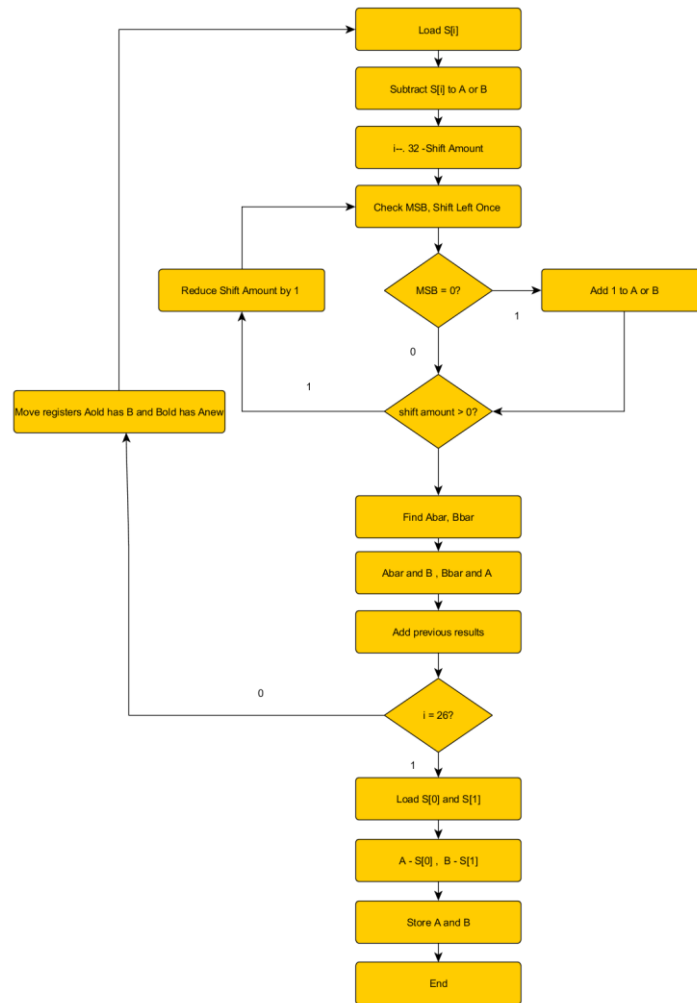 Load S[i]
Subtract S[i] to A or B
i--. 32 -Shift Amount
Check MSB, Shift Left Once
Reduce Shift Amount by 1
MSB = 0?
Add 1 to A or B
1
0
1
Move registers Aold has B and Bold has Anew
shift amount > 0?
Find Abar, Bbar
Abar and B , Bbar and A
Add previous results
0
i = 26?
1
Load S[0] and S[1]
A - S[0] , B - S[1]
Store A and B
End